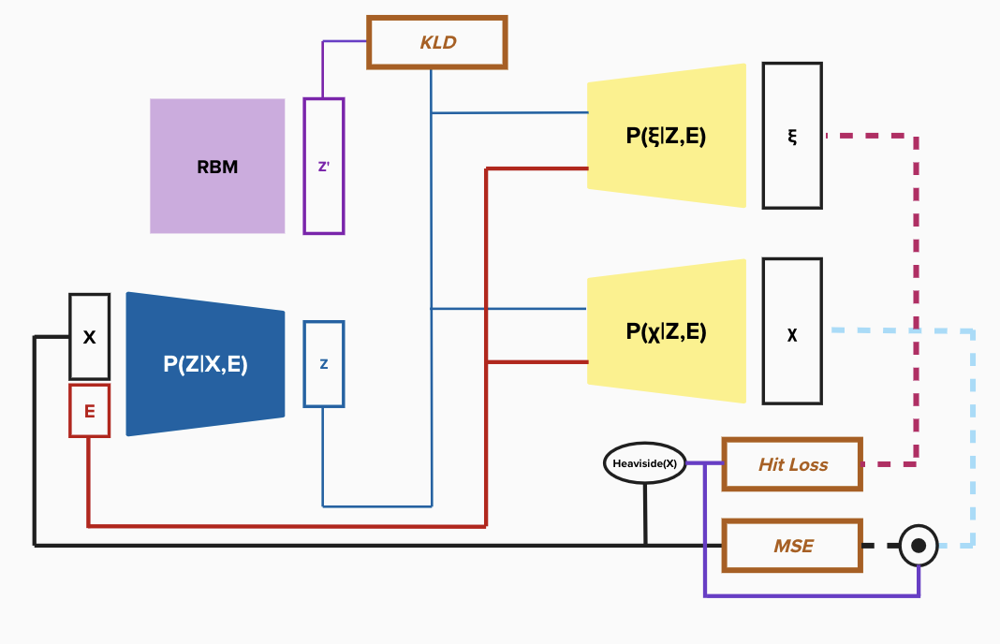 KLD
RBM
Z'
P(ξ|Z,E)
ξ
X
E
P(Z|X,E)
Z
P(χ|Z,E)
χ
Heaviside(X)
Hit Loss
MSE